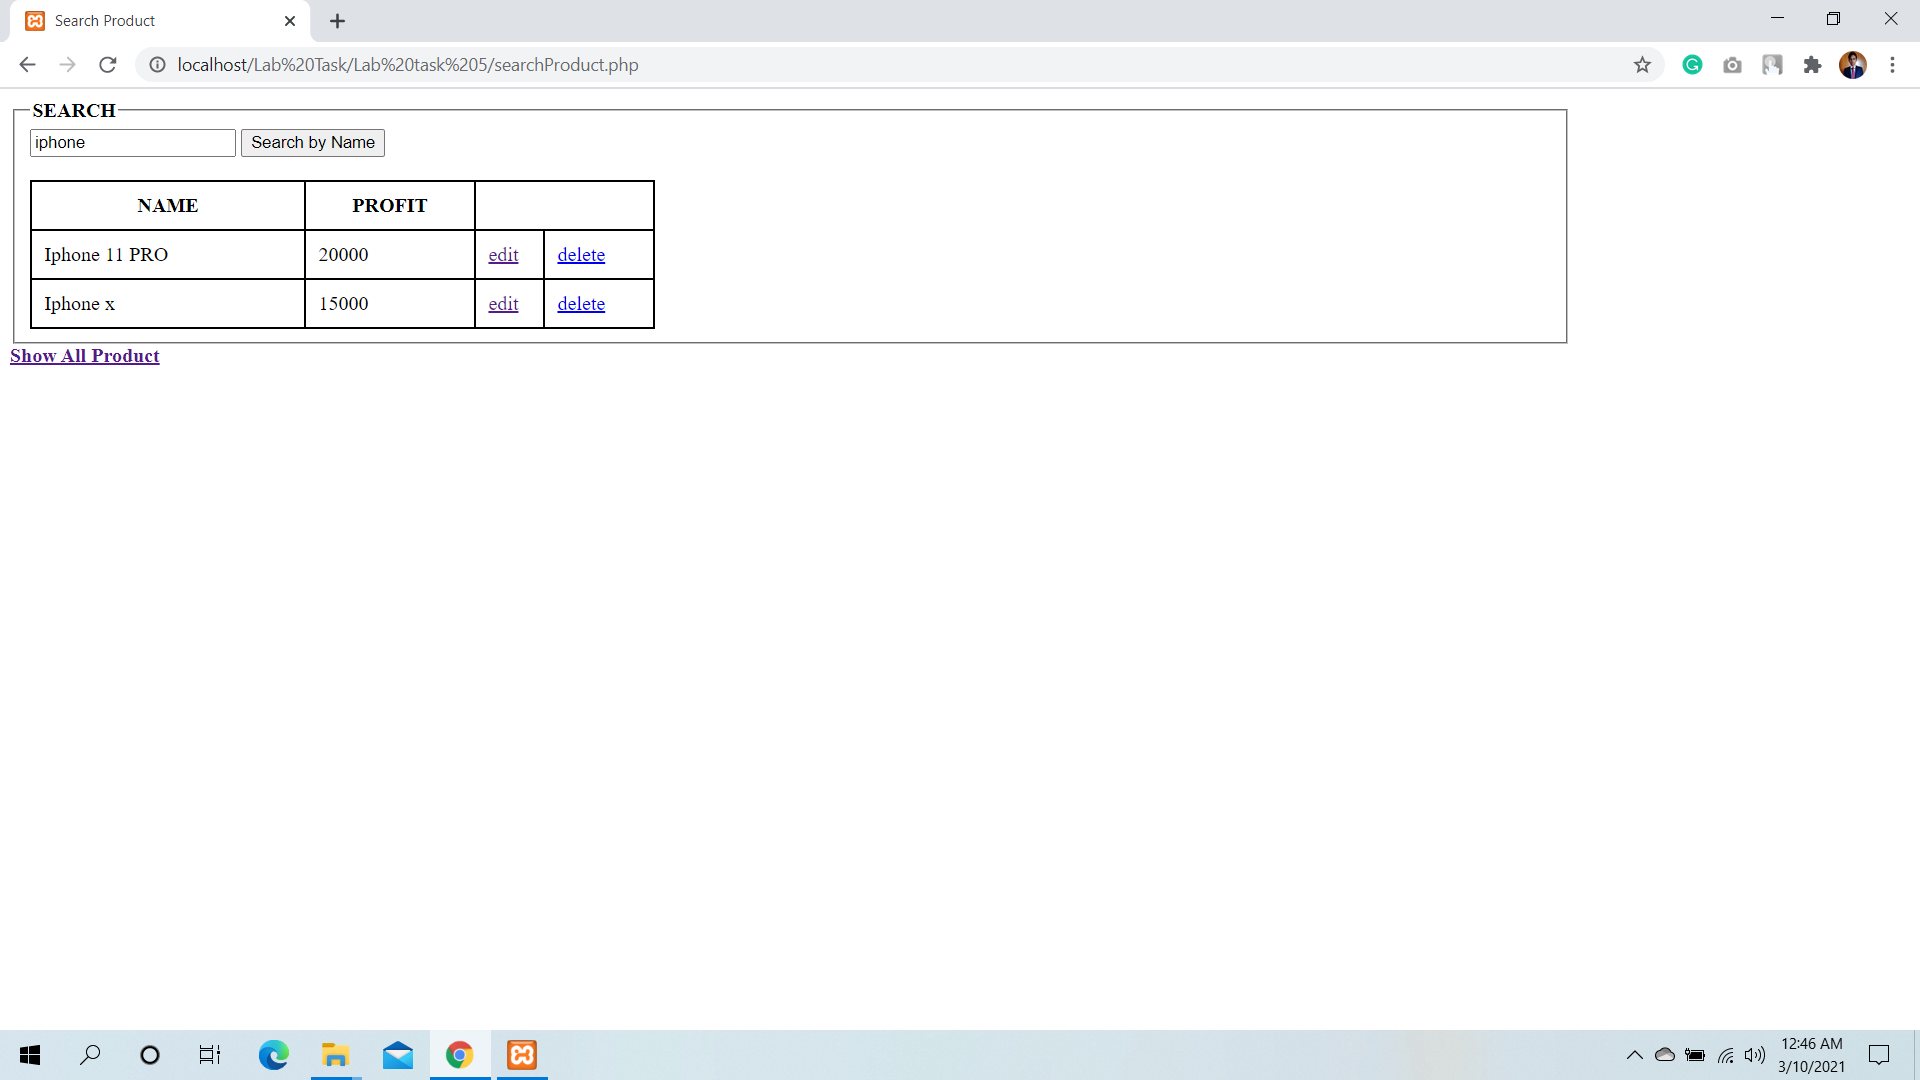 Search Product
localhost/Lab%20Task/Lab%20task%205/searchProduct.php
SEARCH
iphone Search by Name
NAME PROFIT
Iphone 11 PRO 20000 edit delete
Iphone x 15000 edit delete
Show All Product
12:46 AM
3/10/2021